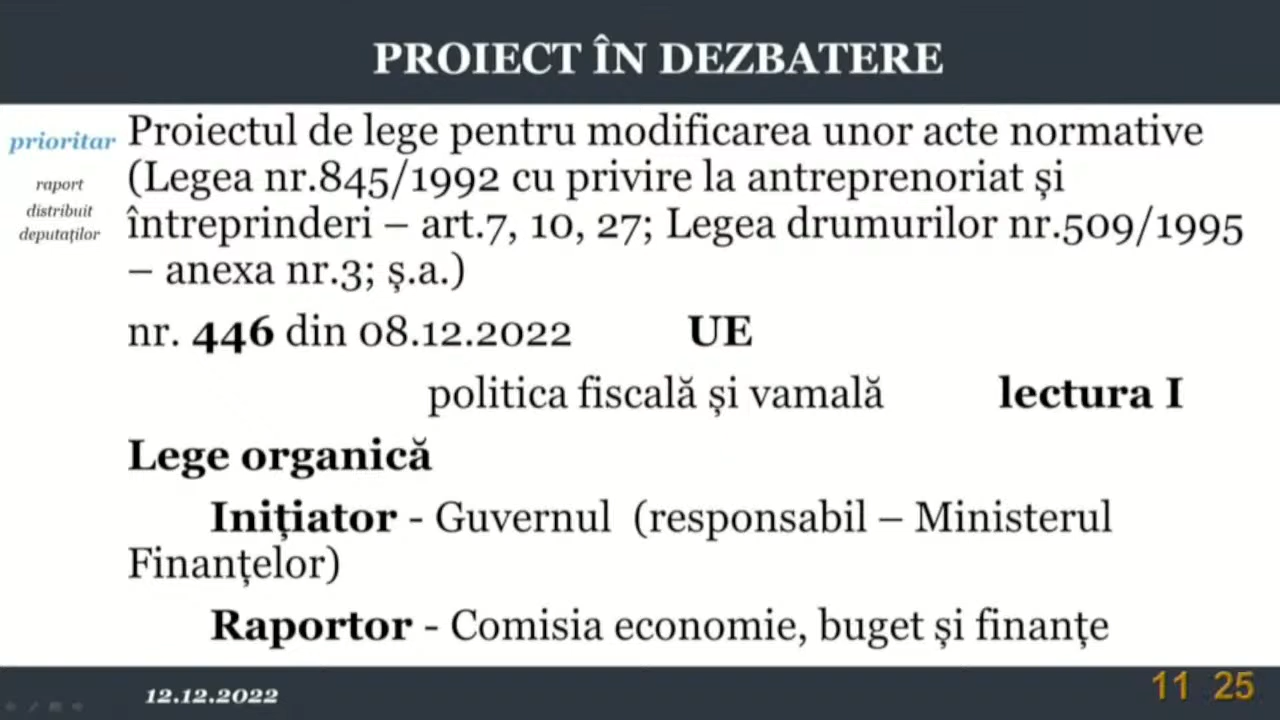 PROIECT ÎN DEZBATERE
prioritar
raport
distribuit
deputaților
Proiectul de lege pentru modificarea unor acte normative
(Legea nr.845/1992 cu privire la antreprenoriat și
întreprinderi – art.7, 10, 27; Legea drumurilor nr.509/1995
– anexa nr.3; ș.a.)
nr. 446 din 08.12.2022 UE
politica fiscală și vamală lectura I
Lege organică
Inițiator - Guvernul (responsabil – Ministerul
Finanțelor)
Raportor - Comisia economie, buget și finanțe
12.12.2022
11 25